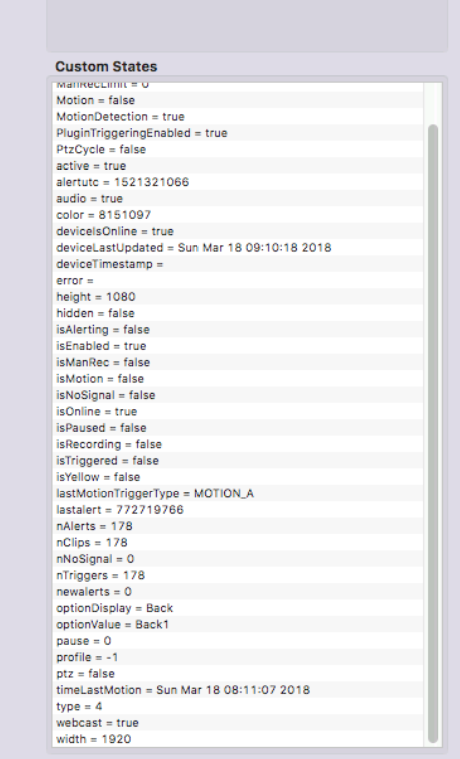 Custom States
ManRecLimit = 0
Motion = false
MotionDetection = true
PluginTriggeringEnabled = true
PtzCycle = false
active = true
alertutc = 1521321066
audio = true
color = 8151097
deviceIsOnline = true
deviceLastUpdated = Sun Mar 18 09:10:18 2018
deviceTimestamp =
error =
height = 1080
hidden = false
isAlerting = false
isEnabled = true
isManRec = false
isMotion = false
isNoSignal = false
isOnline = true
isPaused = false
isRecording = false
isTriggered = false
isYellow = false
lastMotionTriggerType = MOTION_A
lastalert = 772719766
nAlerts = 178
nClips = 178
nNoSignal = 0
nTriggers = 178
newalerts = 0
optionDisplay = Back
optionValue = Back1
pause = 0
profile = -1
ptz = false
timeLastMotion = Sun Mar 18 08:11:07 2018
type = 4
webcast = true
width = 1920